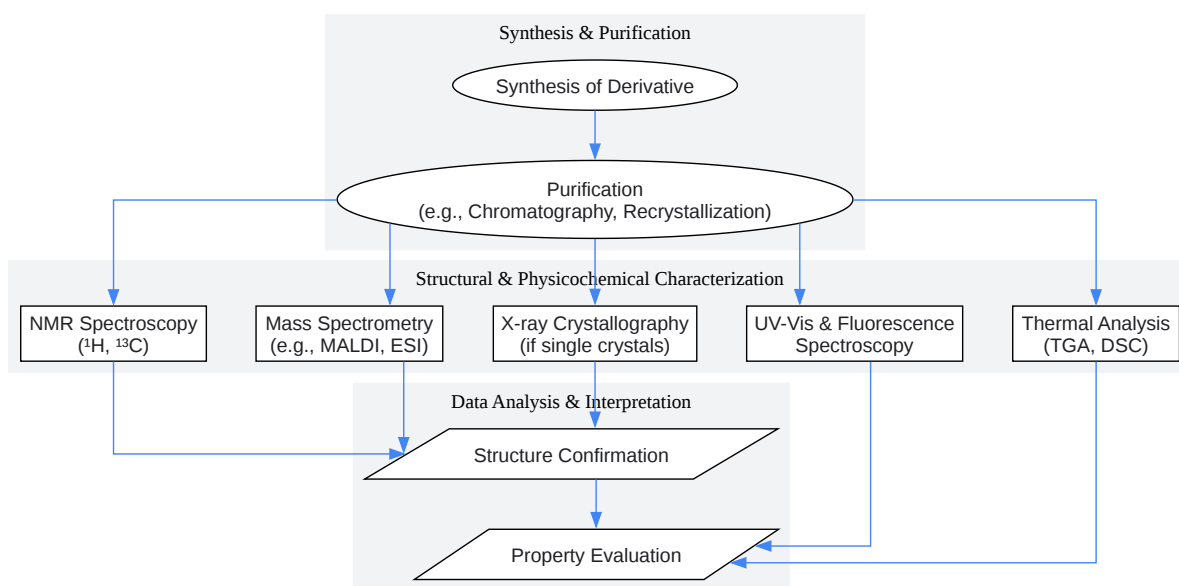 Synthesis & Purification
Synthesis of Derivative
Purification
(e.g., Chromatography, Recrystallization)
Structural & Physicochemical Characterization
NMR Spectroscopy
(¹H, ¹³C)
Mass Spectrometry
(e.g., MALDI, ESI)
X-ray Crystallography
(if single crystals)
UV-Vis & Fluorescence
Spectroscopy
Thermal Analysis
(TGA, DSC)
Data Analysis & Interpretation
Structure Confirmation
Property Evaluation